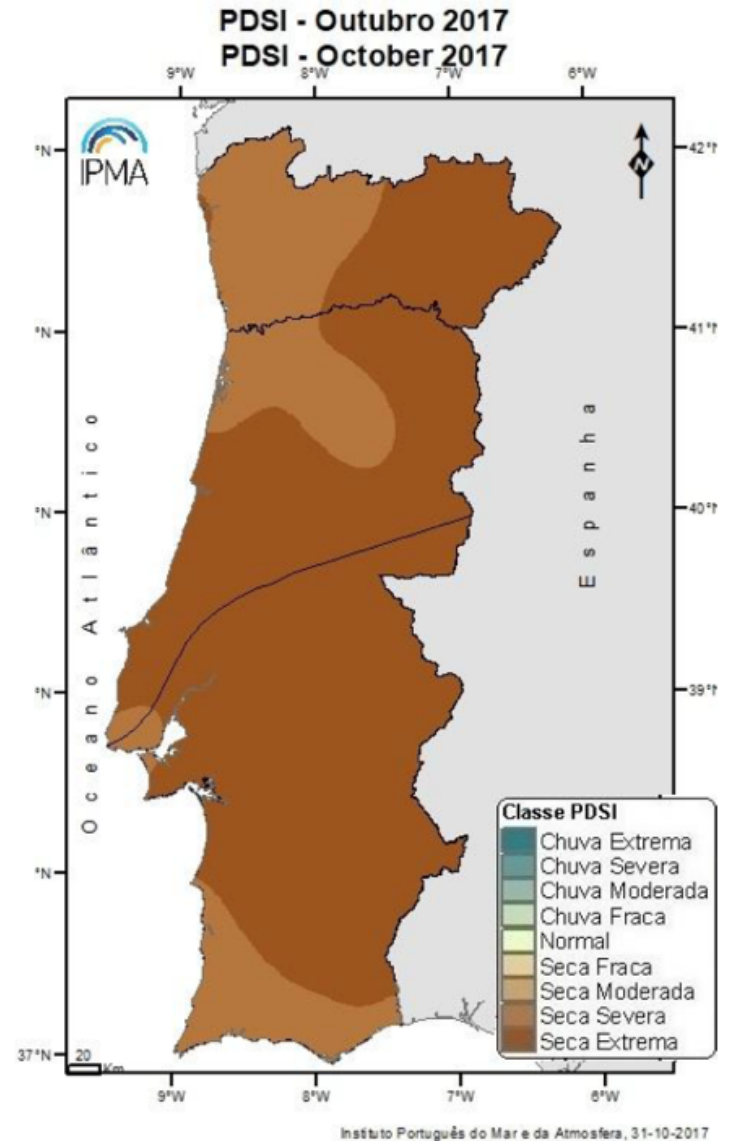 PDSI - Outubro 2017
PDSI - October 2017
9°W 8°W 7°W 6°W
IPMA
N
°N 42°N
°N 41°N
Oceano Atlântico
Espanha
°N 40°N
°N 39°N
°N
Classe PDSI
Chuva Extrema
Chuva Severa
Chuva Moderada
Chuva Fraca
Normal
Seca Fraca
Seca Moderada
Seca Severa
Seca Extrema
37°N
20
Km
9°W 8°W 7°W 6°W
Instituto Português do Mar e da Atmosfera, 31-10-2017